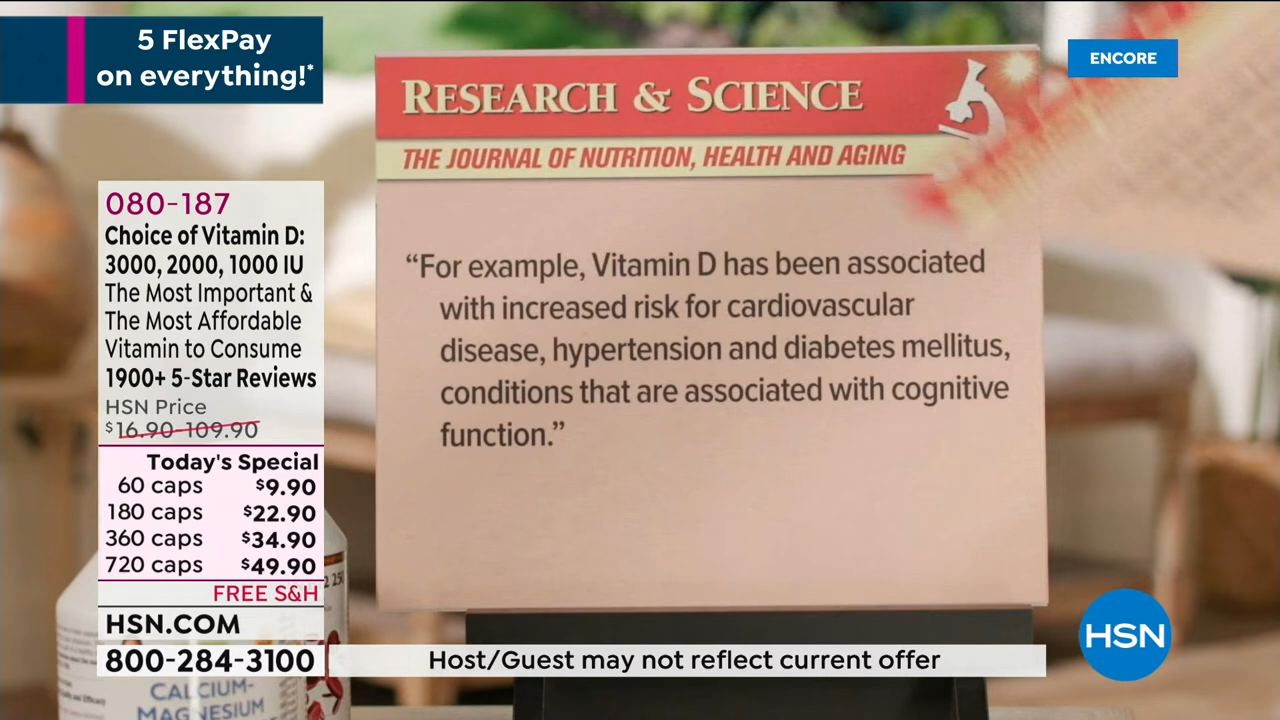 5 FlexPay
on everything!*
ENCORE
RESEARCH & SCIENCE
THE JOURNAL OF NUTRITION, HEALTH AND AGING
“For example, Vitamin D has been associated
with increased risk for cardiovascular
disease, hypertension and diabetes mellitus,
conditions that are associated with cognitive
function.”
080-187
Choice of Vitamin D:
3000, 2000, 1000 IU
The Most Important &
The Most Affordable
Vitamin to Consume
1900+ 5-Star Reviews
HSN Price
$16.90-109.90
Today's Special
60 caps $9.90
180 caps $22.90
360 caps $34.90
720 caps $49.90
FREE S&H
HSN.COM
800-284-3100
Host/Guest may not reflect current offer
HSN
CALCIUM-
MAGNESIUM